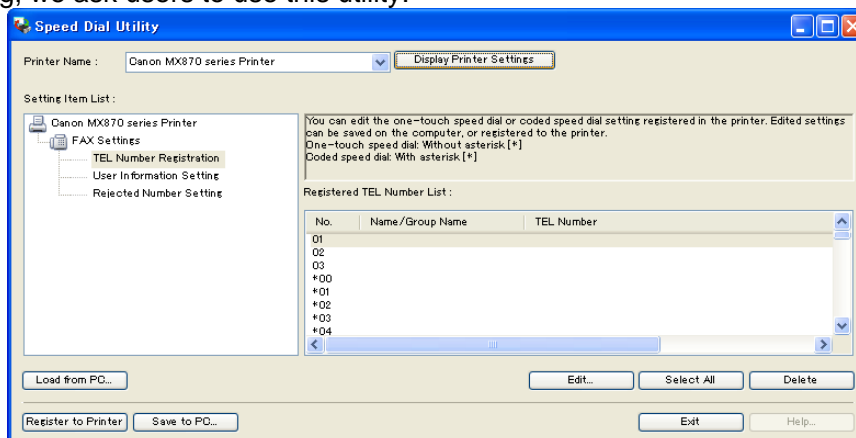 g, we ask users to use this utility.
Speed Dial Utility
Printer Name : Canon MX870 series Printer Display Printer Settings
Setting Item List :
Canon MX870 series Printer
FAX Settings
TEL Number Registration
User Information Setting
Rejected Number Setting
You can edit the one-touch speed dial or coded speed dial setting registered in the printer. Edited settings
can be saved on the computer, or registered to the printer.
One-touch speed dial: Without asterisk [*]
Coded speed dial: With asterisk [*]
Registered TEL Number List :
No. Name/Group Name TEL Number
01
02
03
*00
*01
*02
*03
*04
Load from PC... Edit... Select All Delete
Register to Printer Save to PC... Exit Help...